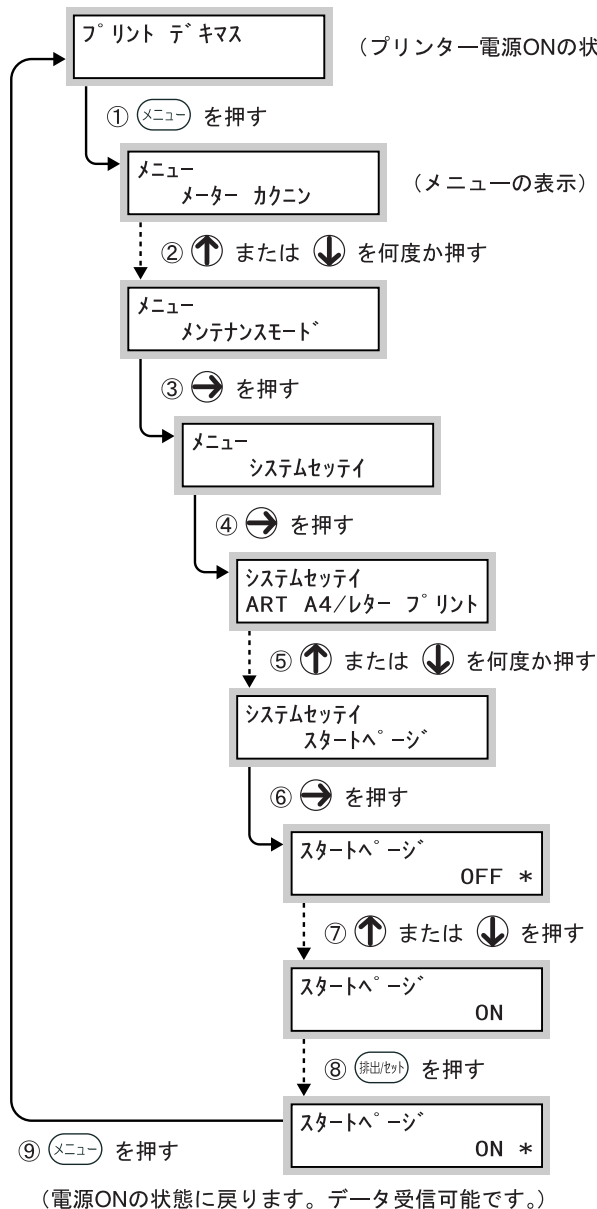 プリント デキマス
（プリンター電源ONの状
① メニュー を押す
メニュー
メーター カクニン
（メニューの表示）
② ↑ または ↓ を何度か押す
メニュー
メンテナンスモード
③ → を押す
メニュー
システムセッテイ
④ → を押す
システムセッテイ
ART A4/レター プリント
⑤ ↑ または ↓ を何度か押す
システムセッテイ
スタートページ
⑥ → を押す
スタートページ
OFF *
⑦ ↑ または ↓ を押す
スタートページ
ON
⑧ 排出/セット を押す
スタートページ
ON *
⑨ メニュー を押す
（電源ONの状態に戻ります。データ受信可能です。）